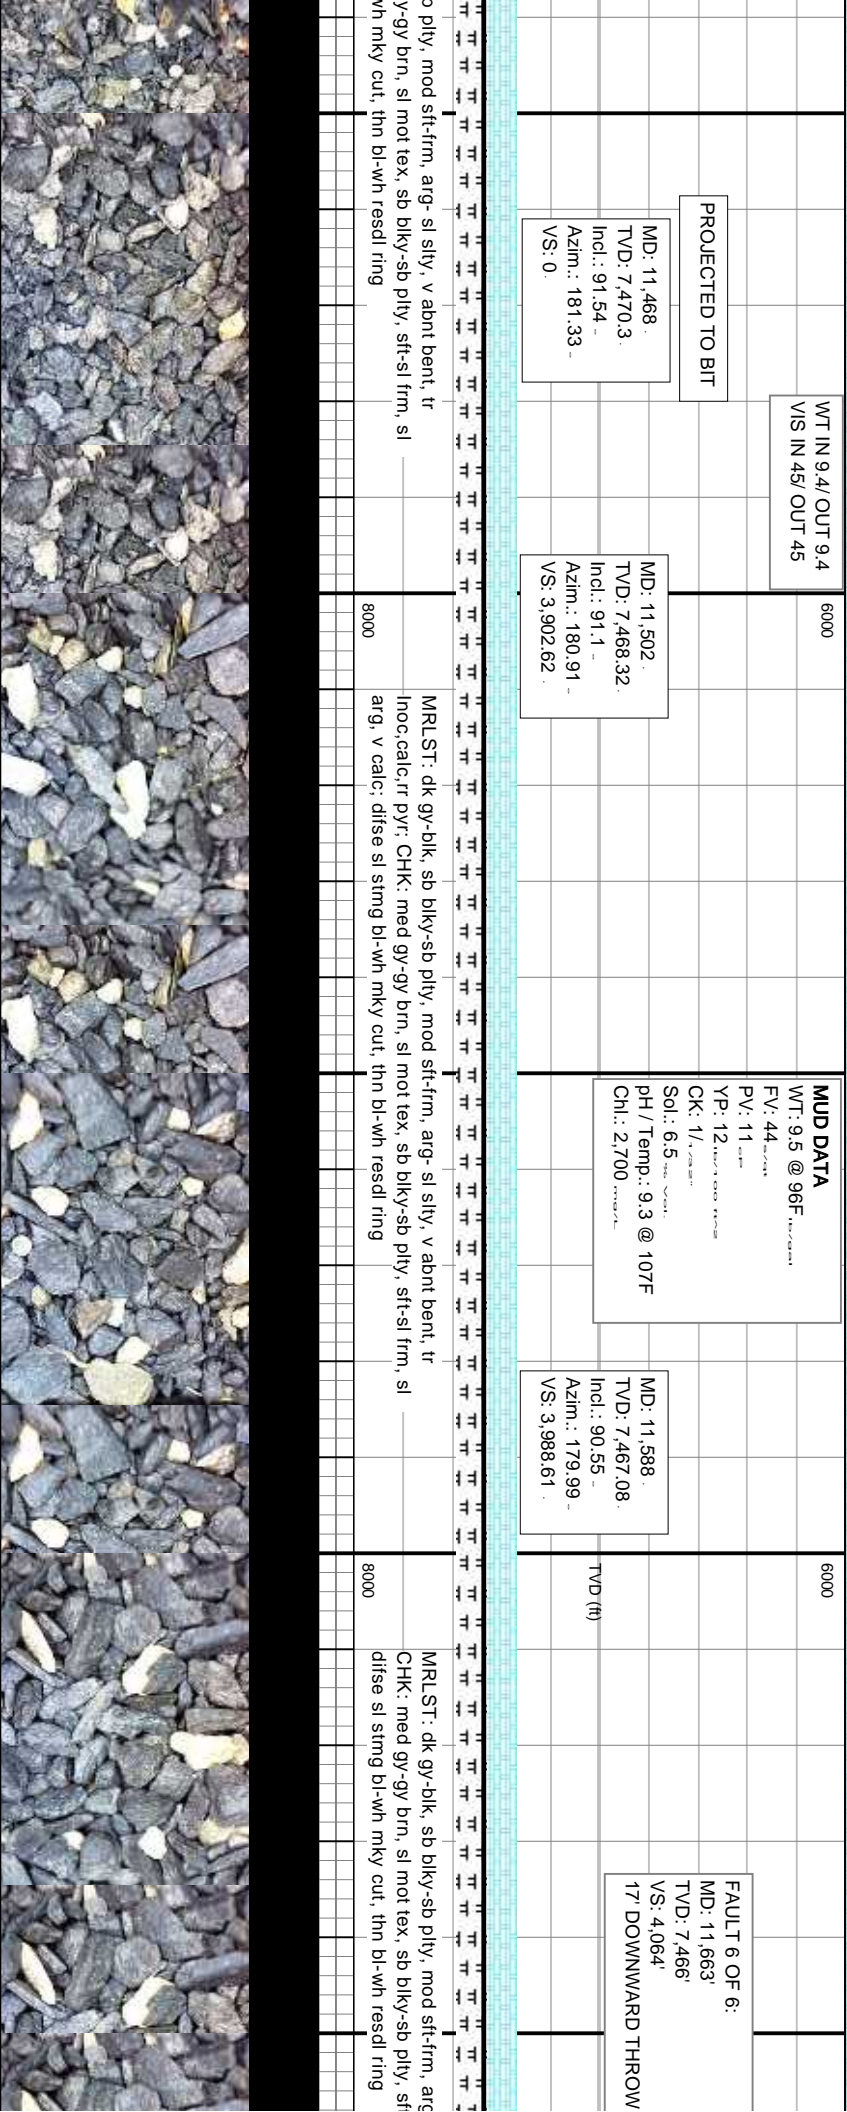 plty, mod sft-frm, arg- sl slty, v abnt bent, tr
y-gy brn, sl mot tex, sb blky-sb plty, sft-sl frm, sl
wh mky cut, thn bl-wh resdl ring
PROJECTED TO BIT
MD: 11,468
TVD: 7,470.3
Incl.: 91.54
Azim.: 181.33
VS: 0
WT IN 9.4/ OUT 9.4
VIS IN 45/ OUT 45
6000
8000
MD: 11,502
TVD: 7,468.32
Incl.: 91.1
Azim.: 180.91
VS: 3,902.62
MRLST: dk gy-blk, sb blky-sb plty, mod sft-frm, arg- sl slty, v abnt bent, tr
Inoc,calc,rr pyr; CHK: med gy-gy brn, sl mot tex, sb blky-sb plty, sft-sl frm, sl
arg, v calc; difse sl stmg bl-wh mky cut, thn bl-wh resdl ring
MUD DATA
WT: 9.5 @ 96F
FV: 44
PV: 11
YP: 12
CK: 1/
Sol.: 6.5
pH / Temp.: 9.3 @ 107F
Chl.: 2,700
MD: 11,588
TVD: 7,467.08
Incl.: 90.55
Azim.: 179.99
VS: 3,988.61
6000
TVD (ft)
8000
MRLST: dk gy-blk, sb blky-sb plty, mod sft-frm, arg
CHK: med gy-gy brn, sl mot tex, sb blky-sb plty, sft
difse sl stmg bl-wh mky cut, thn bl-wh resdl ring
FAULT 6 OF 6:
MD: 11,663'
TVD: 7,466'
VS: 4,064'
17' DOWNWARD THROW